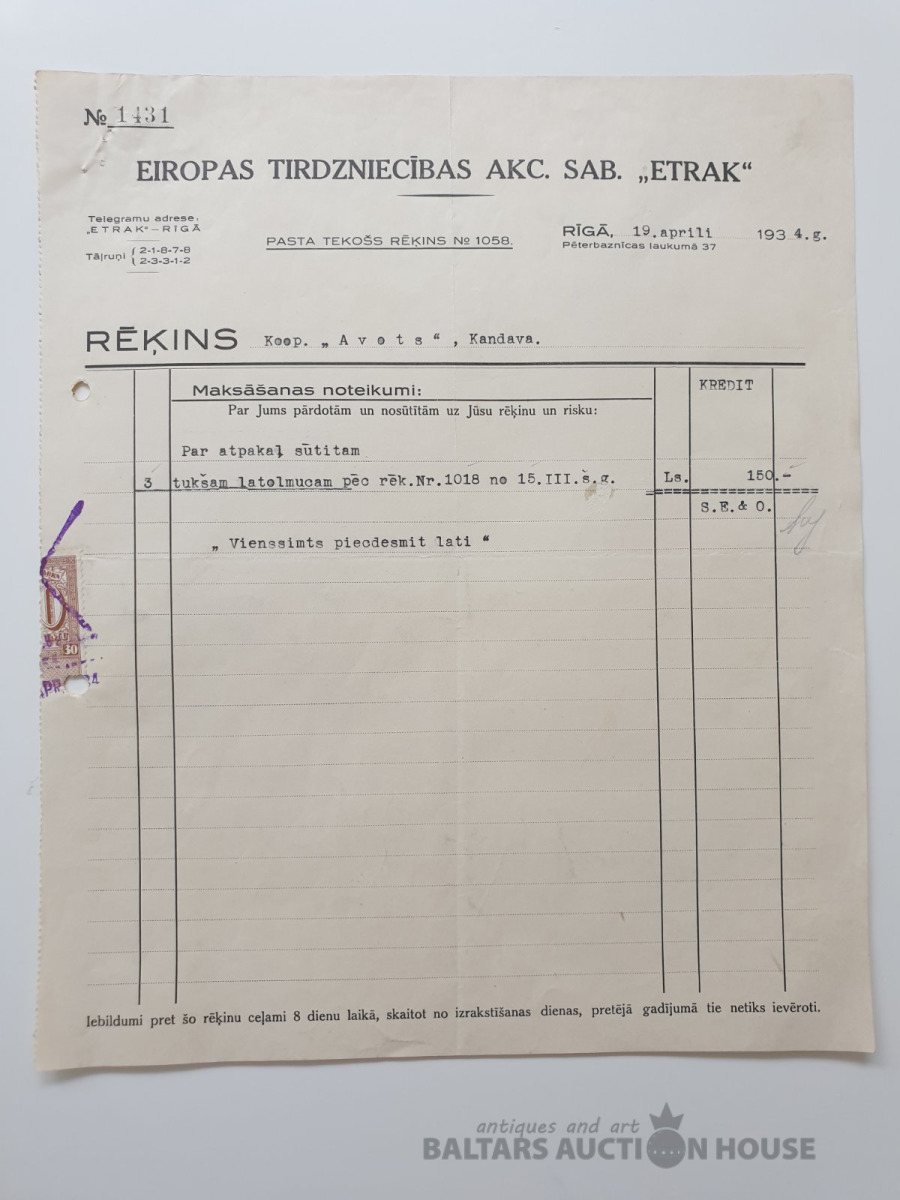 № 1431
EIROPAS TIRDZNIECĪBAS AKC. SAB. „ETRAK“
Telegramu adrese:
„ETRAK“ – RĪGĀ
Tāļruņi { 2-1-8-7-8
2-3-3-1-2
PASTA TEKOŠS RĒĶINS № 1058.
RĪGĀ, 19.aprili 1934.g.
Pēterbaznīcas laukumā 37
RĒĶINS Koop. „Avots“, Kandava.
Maksāšanas noteikumi:
KREDIT
Par Jums pārdotām un nosūtītām uz Jūsu rēķinu un risku:
Par atpakaļ sūtitam
3 tukšam latolmucam pēc rēk.Nr.1018 no 15.III.š.g. Ls. 150.-
S.E.& O.
„ Vienssimts piecdesmit lati “
30
Iebildumi pret šo rēķinu ceļami 8 dienu laikā, skaitot no izrakstīšanas dienas, pretējā gadījumā tie netiks ievēroti.
antiques and art
BALTARS AUCTION HOUSE